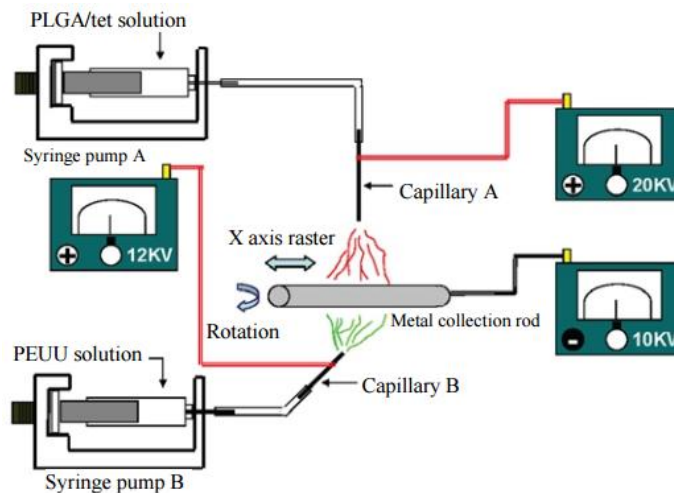 PLGA/tet solution
Syringe pump A
Capillary A
20KV
12KV
X axis raster
Rotation
Metal collection rod
10KV
PEUU solution
Capillary B
Syringe pump B